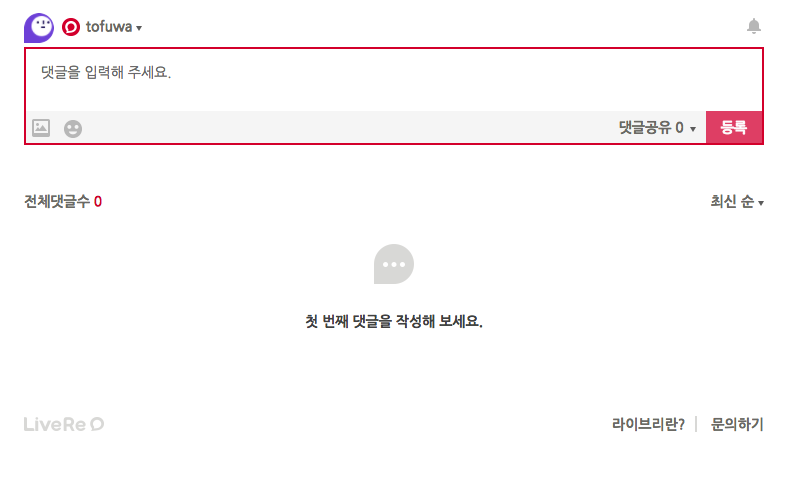 tofuwa
댓글을 입력해 주세요.
댓글공유 0
등록
전체댓글수 0
최신 순
첫 번째 댓글을 작성해 보세요.
LiveRe
라이브리란?
문의하기